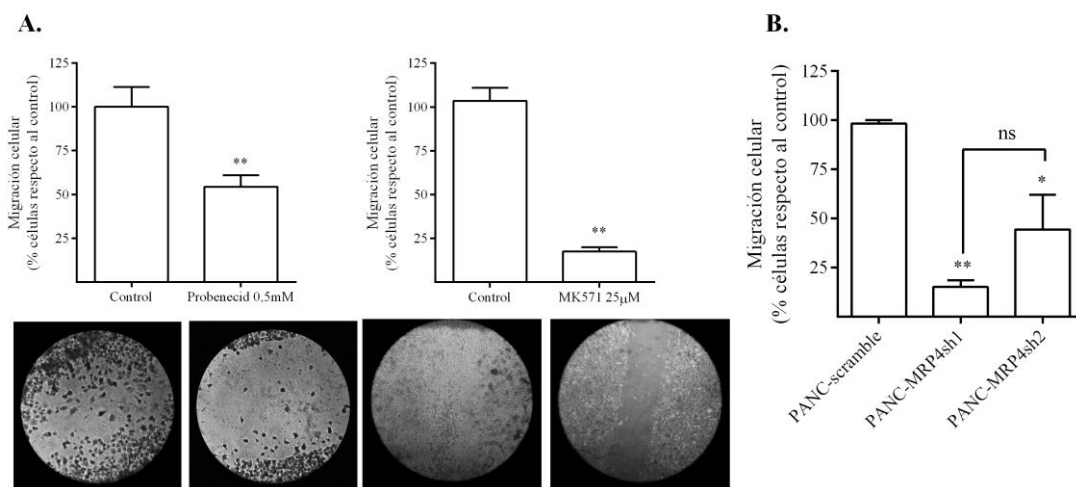 A.
Migración celular
(% células respecto al control)
125
100
75
50
25
**
Control
Probenecid 0,5mM
Migración celular
(% células respecto al control)
125
100
75
50
25
**
Control
MK571 25µM
B.
Migración celular
(% células respecto al control)
125
100
75
50
25
ns
**
*
PANC-scramble
PANC-MRP4sh1
PANC-MRP4sh2